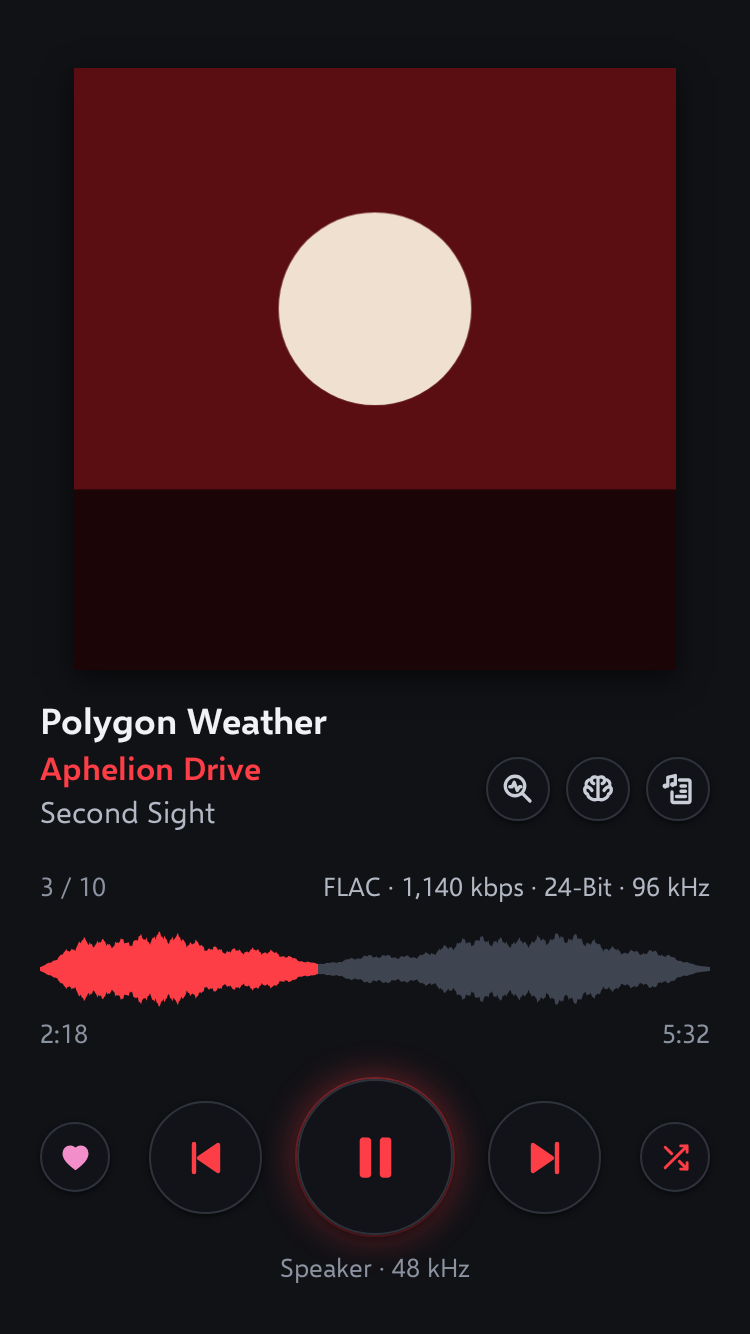 Polygon Weather
Aphelion Drive
Second Sight
3 / 10
FLAC · 1,140 kbps · 24-Bit · 96 kHz
2:18
5:32
Speaker · 48 kHz